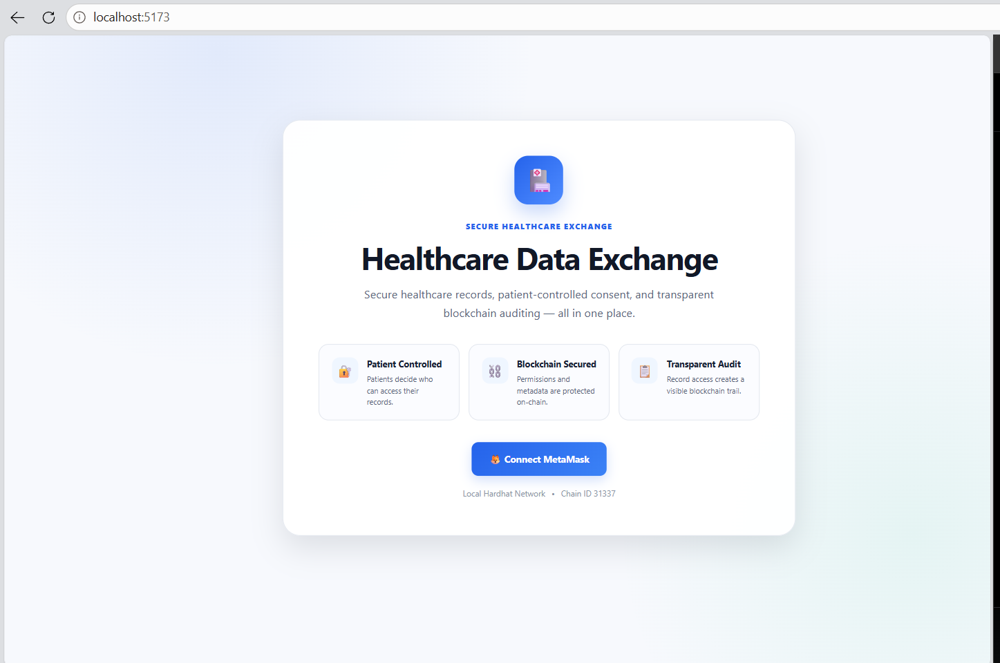 localhost:5173
SECURE HEALTHCARE EXCHANGE
Healthcare Data Exchange
Secure healthcare records, patient-controlled consent, and transparent
blockchain auditing — all in one place.
Patient Controlled
Patients decide who
can access their
records.
Blockchain Secured
Permissions and
metadata are protected
on-chain.
Transparent Audit
Record access creates a
visible blockchain trail.
🦊 Connect MetaMask
Local Hardhat Network • Chain ID 31337